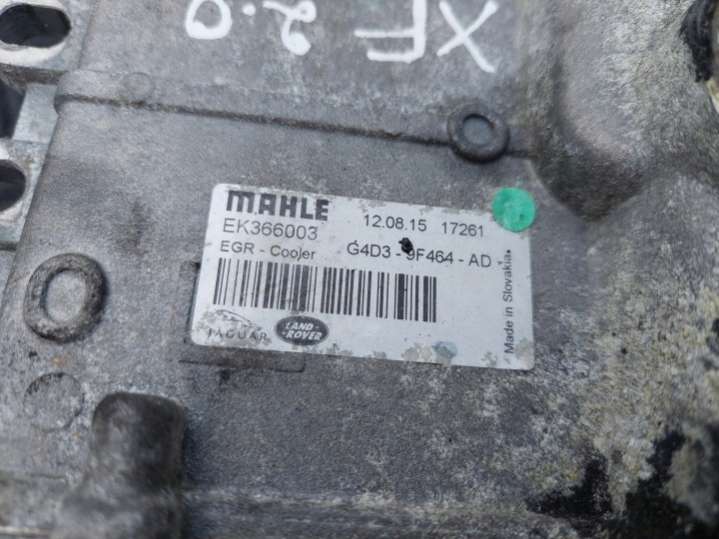 XF 2.0
MAHLE
EK366003 12.08.15 17261
EGR - Cooler G4D3 - 9F464 - AD
JAGUAR LAND-ROVER
Made in Slovakia